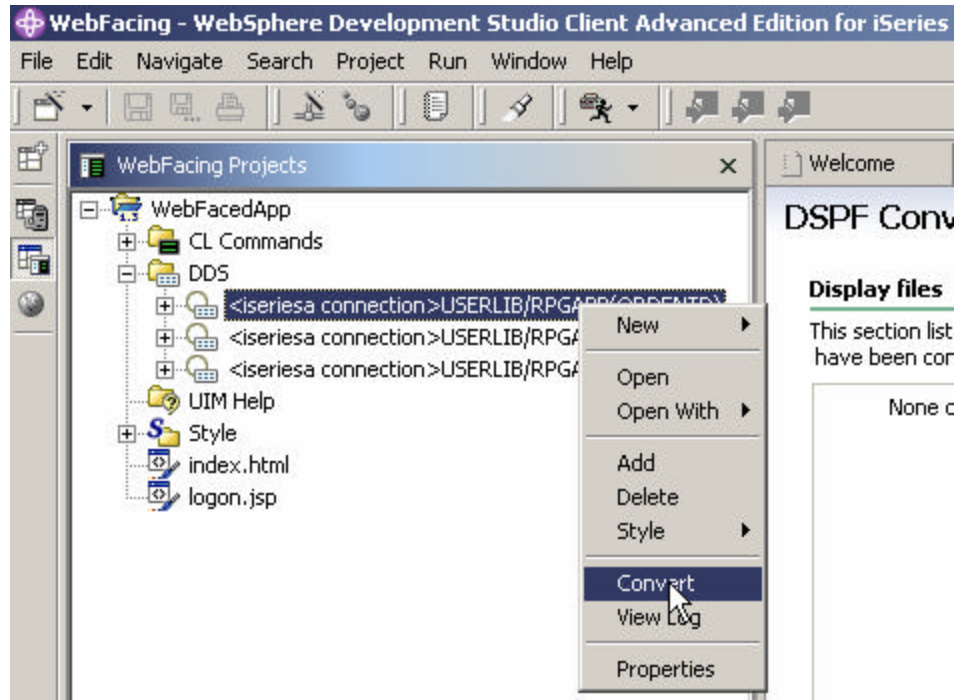 WebFacing - WebSphere Development Studio Client Advanced Edition for iSeries
File Edit Navigate Search Project Run Window Help
WebFacing Projects
Welcome
WebFacedApp
CL Commands
DDS
<iseriesa connection>USERLIB/RPGAPP(ORDENTD)
<iseriesa connection>USERLIB/RPGA
<iseriesa connection>USERLIB/RPGA
UIM Help
Style
index.html
logon.jsp
New
Open
Open With
Add
Delete
Style
Convert
View Log
Properties
DSPF Conv
Display files
This section list
have been con
None o